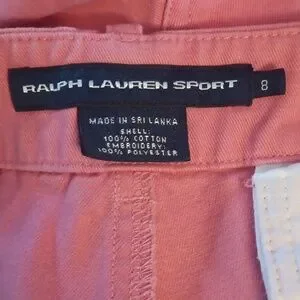 RALPH LAUREN SPORT 8
MADE IN SRI LANKA
SHELL:
100% COTTON
EMBROIDERY:
100% POLYESTER